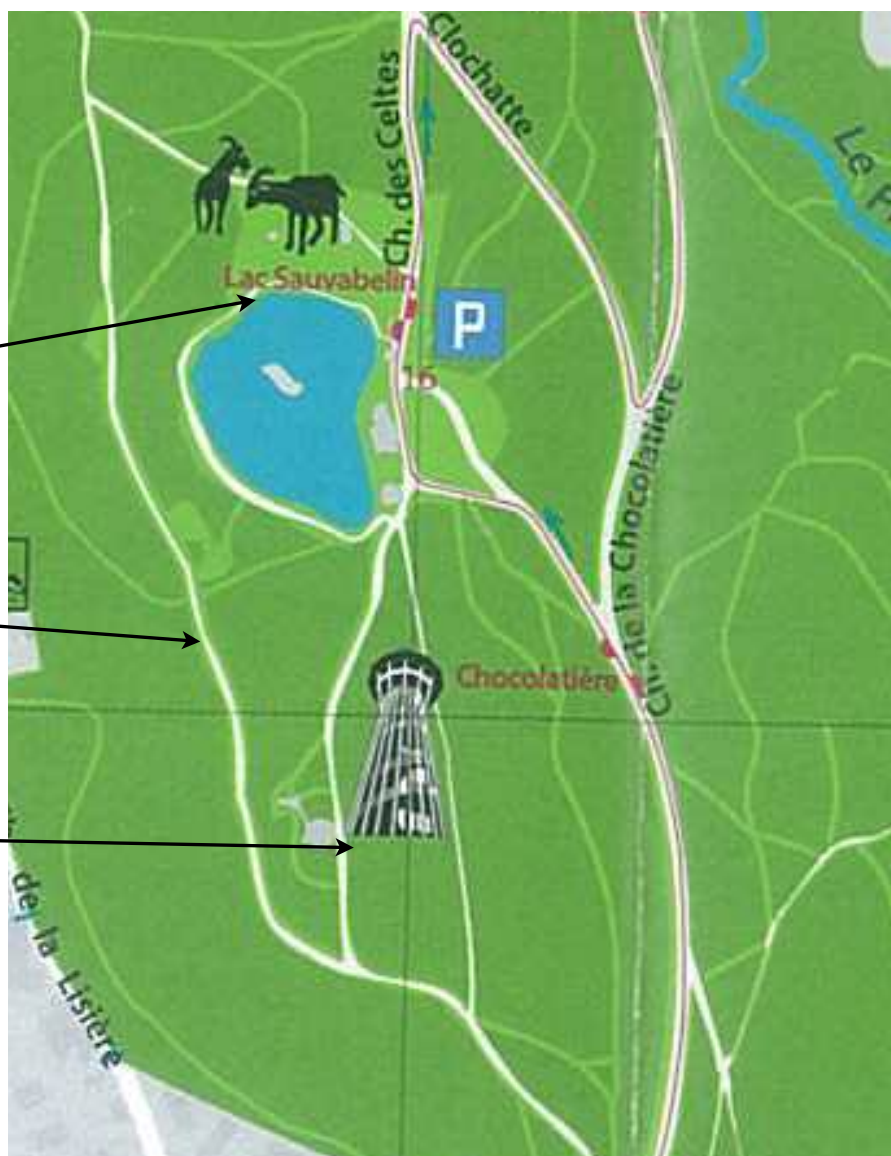 Clochatte
Ch. des Celtes
Le
Lac Sauvabelin
P
16
Ch. de la Chocolatière
Chocolatière
de la Lisière